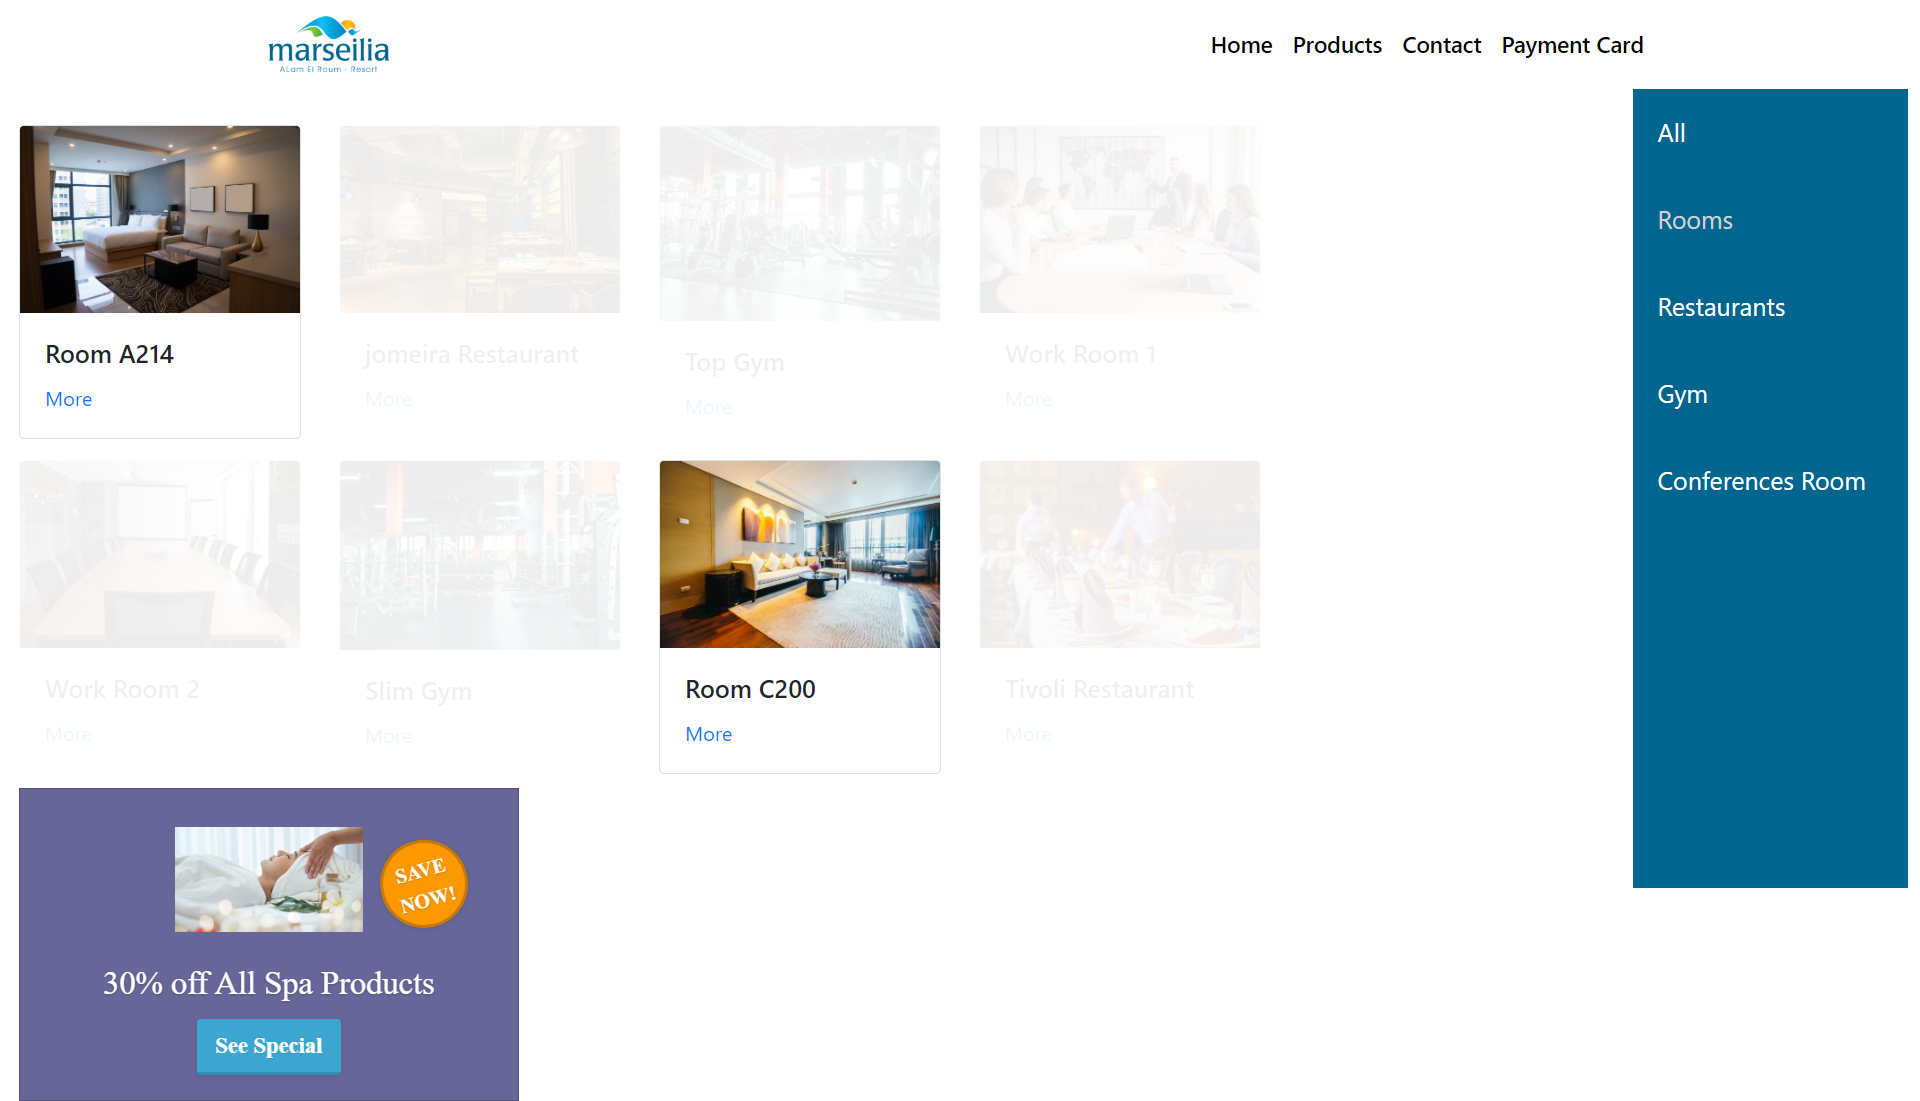 marseilia
ALam El Roum - Resort
Home Products Contact Payment Card
All
Rooms
Restaurants
Gym
Conferences Room
Room A214
More
jomeira Restaurant
More
Top Gym
More
Work Room 1
More
Work Room 2
More
Slim Gym
More
Room C200
More
Tivoli Restaurant
More
SAVE
NOW!
30% off All Spa Products
See Special